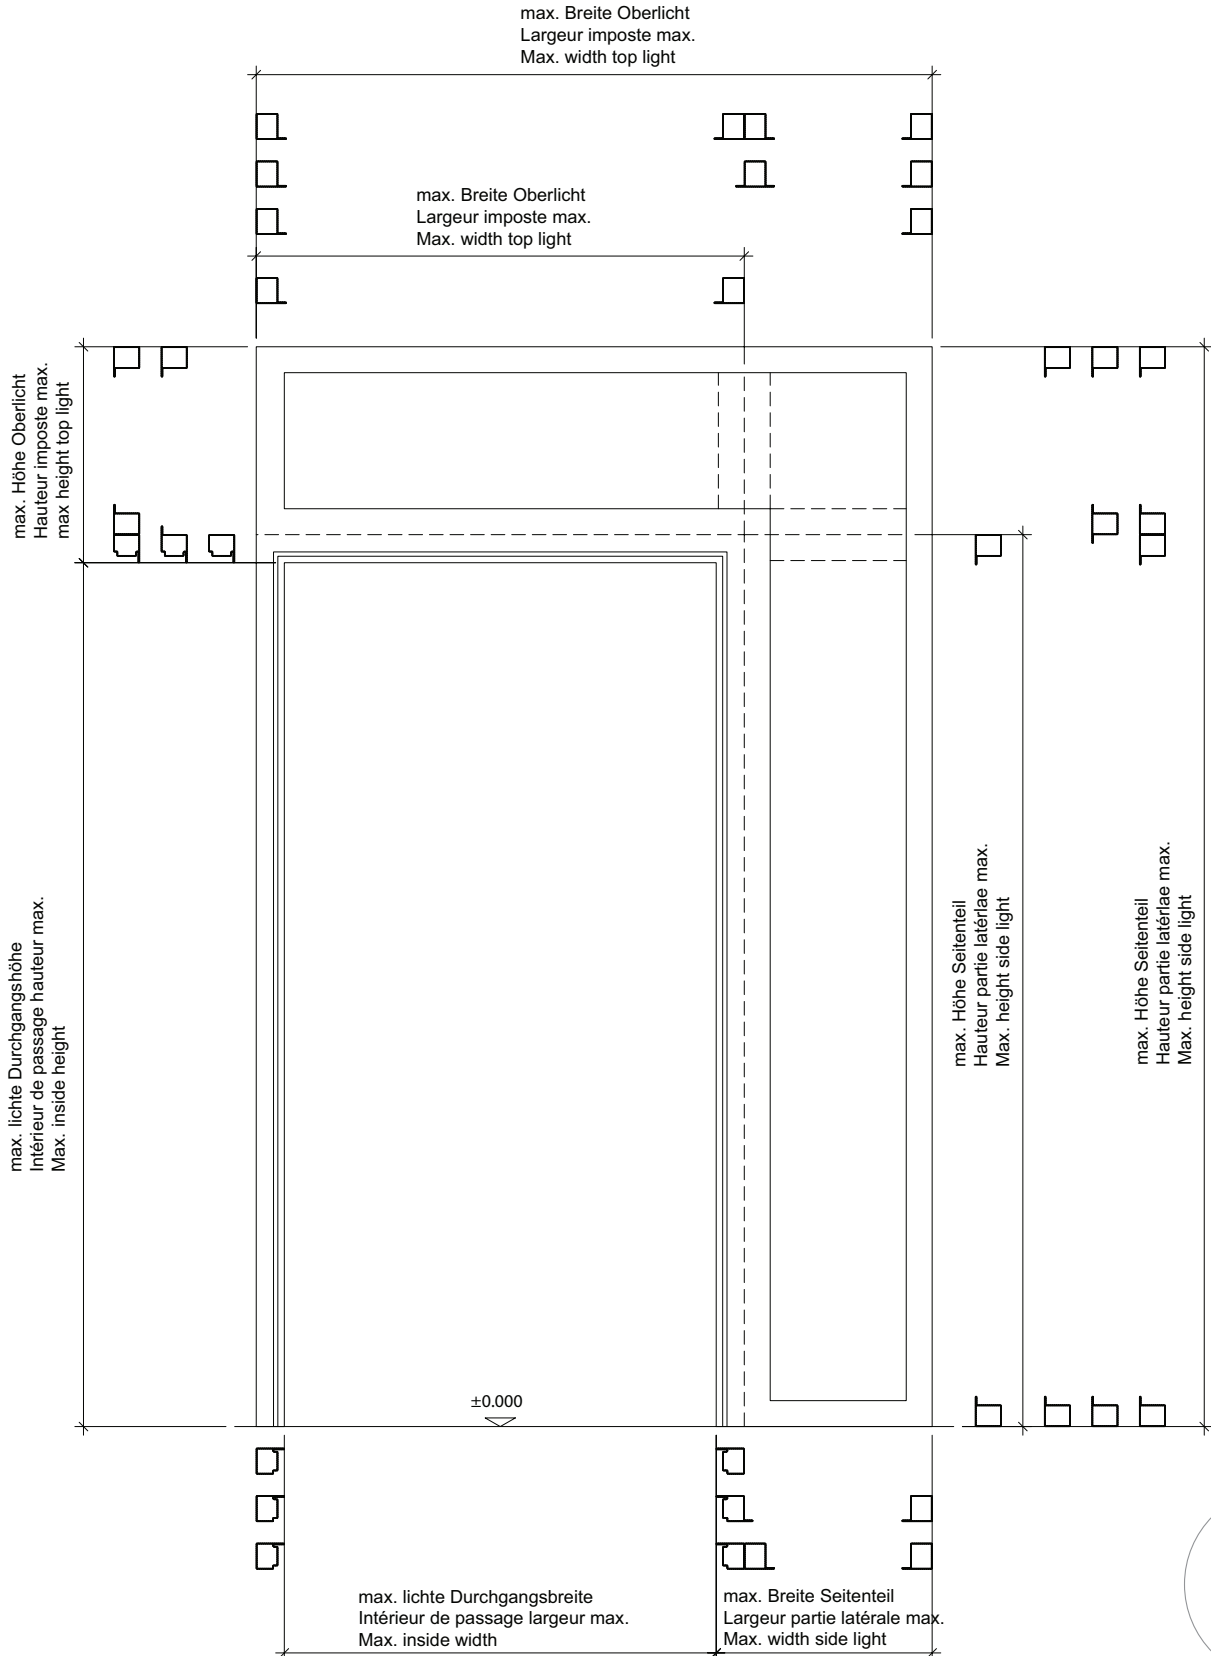 max. Breite Oberlicht
Largeur imposte max.
Max. width top light
max. Breite Oberlicht
Largeur imposte max.
Max. width top light
max. Höhe Oberlicht
Hauteur imposte max.
max height top light
max. lichte Durchgangshöhe
Intérieur de passage hauteur max.
Max. inside height
max. Höhe Seitenteil
Hauteur partie latérlae max.
Max. height side light
max. Höhe Seitenteil
Hauteur partie latérlae max.
Max. height side light
±0.000
max. lichte Durchgangsbreite
Intérieur de passage largeur max.
Max. inside width
max. Breite Seitenteil
Largeur partie latérale max.
Max. width side light